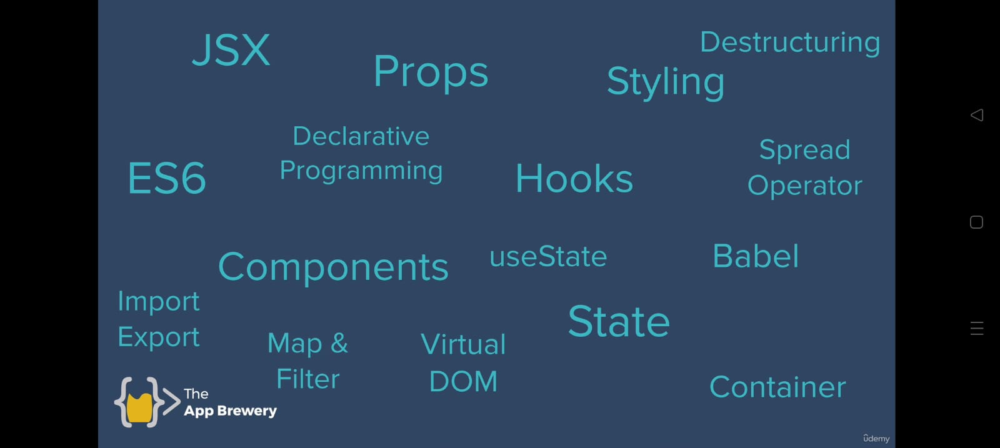 JSX
Props
Destructuring
Styling
Declarative
Programming
ES6
Hooks
Spread
Operator
Components
useState
Babel
Import
Export
Map &
Filter
Virtual
DOM
State
Container
The
App Brewery
ûdemy